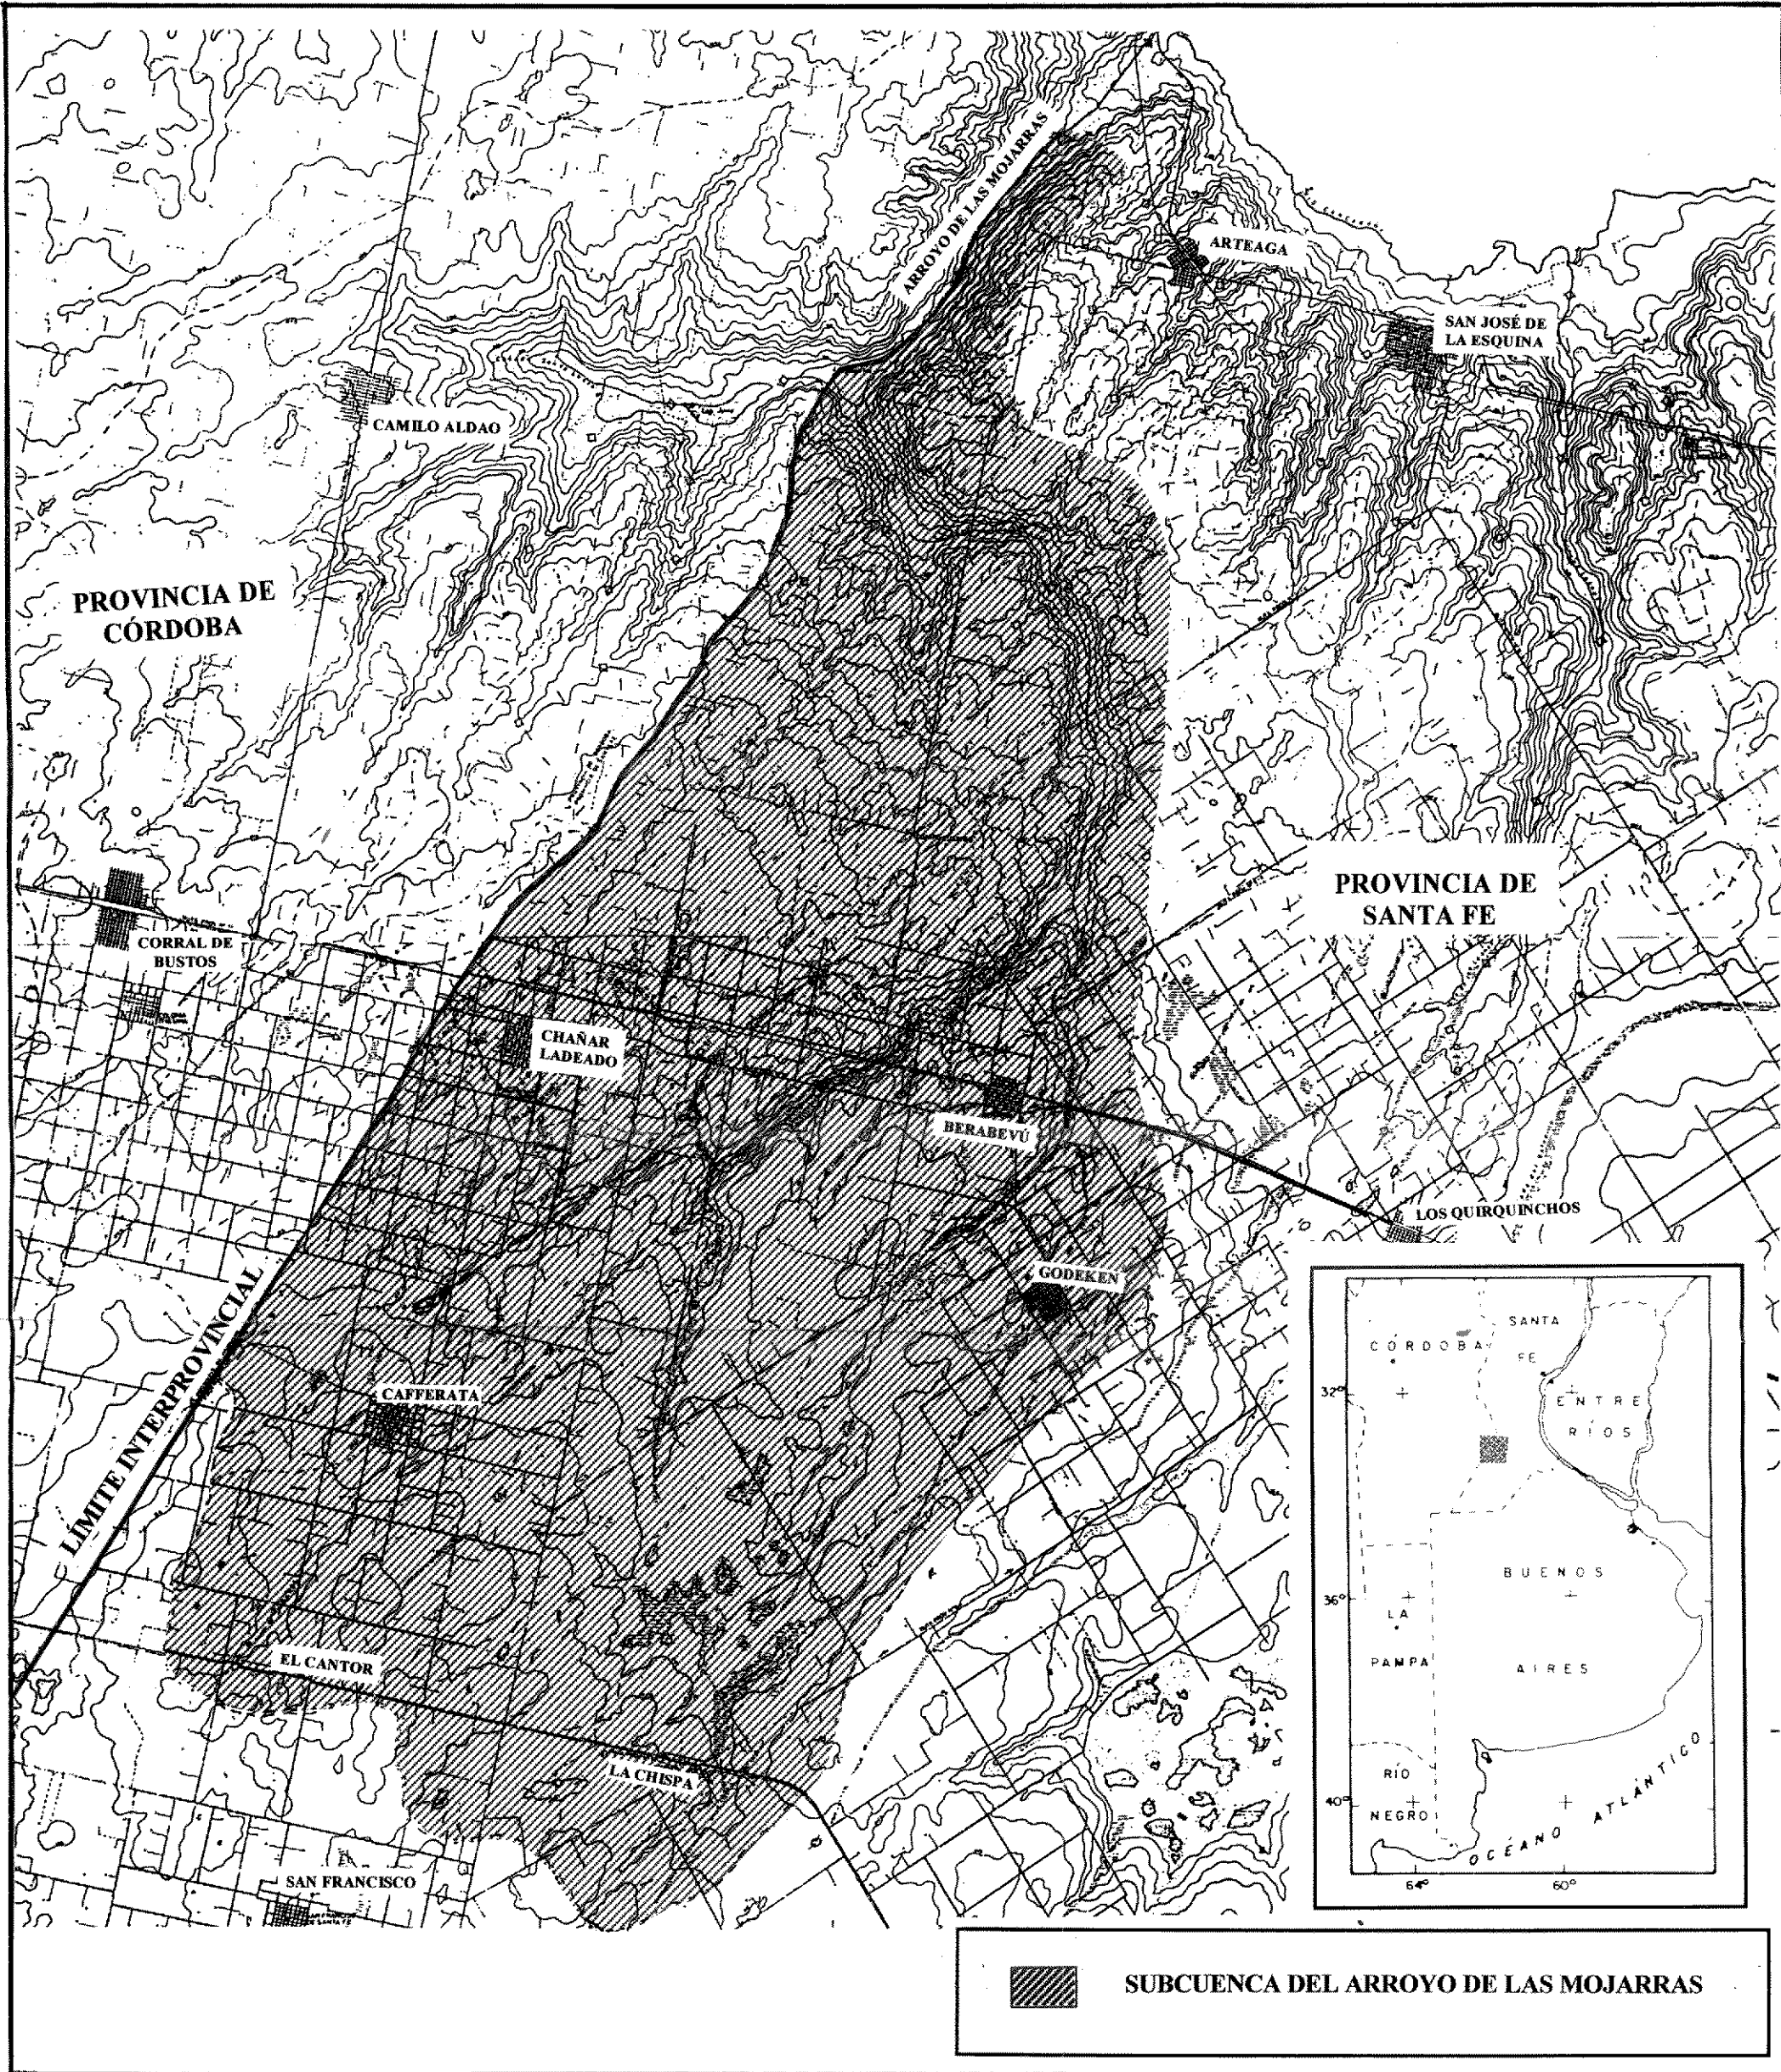 ARROYO DE LAS MOJARRAS
ARTEAGA
SAN JOSÉ DE
LA ESQUINA
CAMILO ALDAO
PROVINCIA DE
CÓRDOBA
PROVINCIA DE
SANTA FE
CORRAL DE
BUSTOS
CHAÑAR
LADEADO
BERABEVÚ
LOS QUIRQUINCHOS
GODEKEN
LÍMITE INTERPROVINCIAL
CAFFERATA
EL CANTOR
LA CHISPA
SAN FRANCISCO
SANTA
FE
CÓRDOBA
32°
ENTRE
RÍOS
BUENOS
36°
LA
PAMPA
AIRES
RÍO
40°
NEGRO
OCÉANO ATLÁNTICO
64°
60°
SUBCUENCA DEL ARROYO DE LAS MOJARRAS